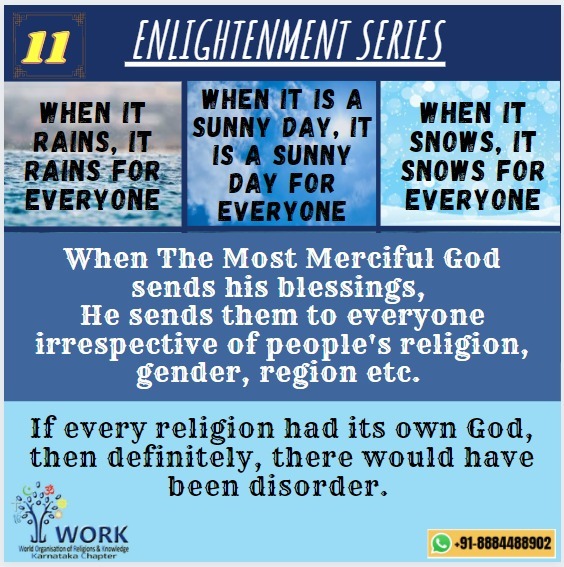 11
ENLIGHTENMENT SERIES
WHEN IT
RAINS, IT
RAINS FOR
EVERYONE
WHEN IT IS A
SUNNY DAY, IT
IS A SUNNY
DAY FOR
EVERYONE
WHEN IT
SNOWS, IT
SNOWS FOR
EVERYONE
When The Most Merciful God
sends his blessings,
He sends them to everyone
irrespective of people's religion,
gender, region etc.
If every religion had its own God,
then definitely, there would have
been disorder.
WORK
World Organisation of Religions & Knowledge
Karnataka Chapter
+91-8884488902